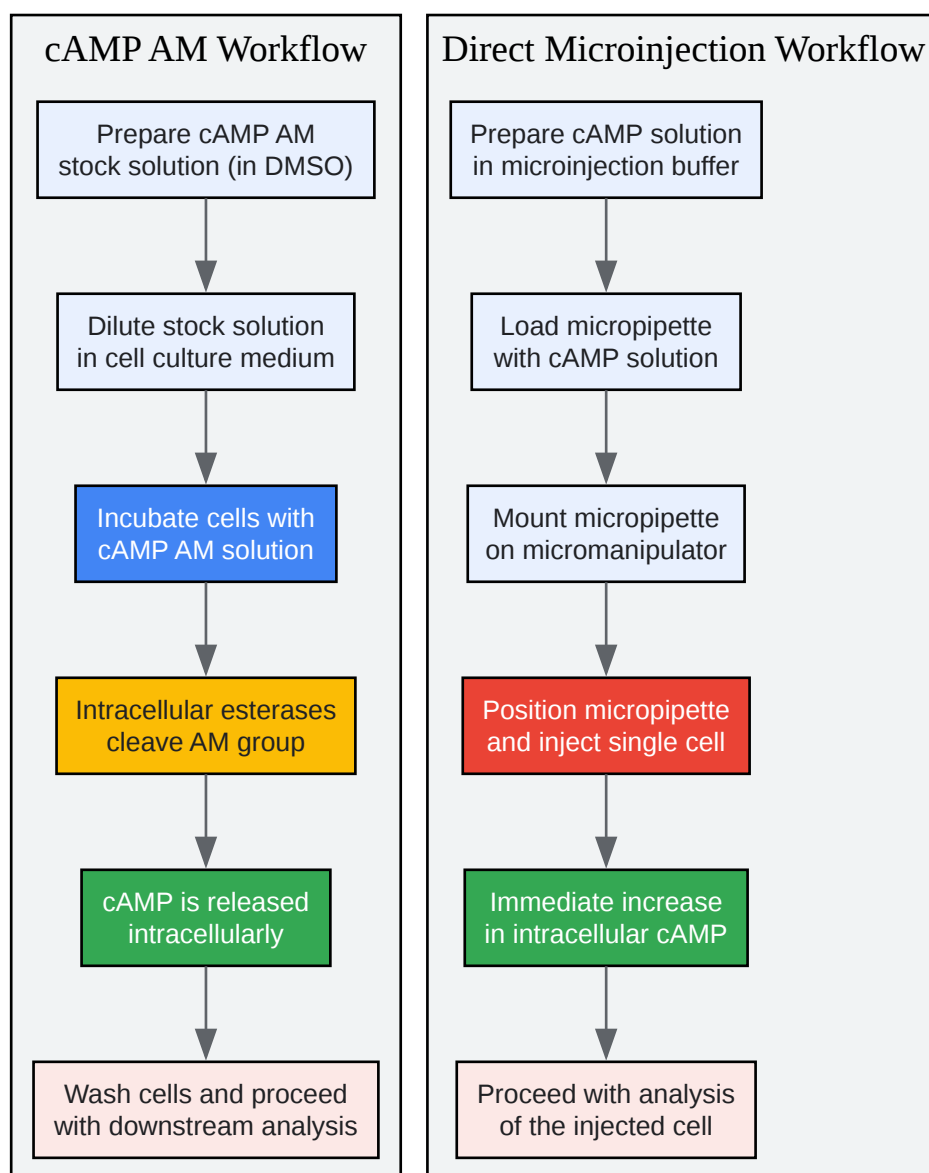 cAMP AM Workflow
Prepare cAMP AM
stock solution (in DMSO)
Dilute stock solution
in cell culture medium
Incubate cells with
cAMP AM solution
Intracellular esterases
cleave AM group
cAMP is released
intracellularly
Wash cells and proceed
with downstream analysis
Direct Microinjection Workflow
Prepare cAMP solution
in microinjection buffer
Load micropipette
with cAMP solution
Mount micropipette
on micromanipulator
Position micropipette
and inject single cell
Immediate increase
in intracellular cAMP
Proceed with analysis
of the injected cell